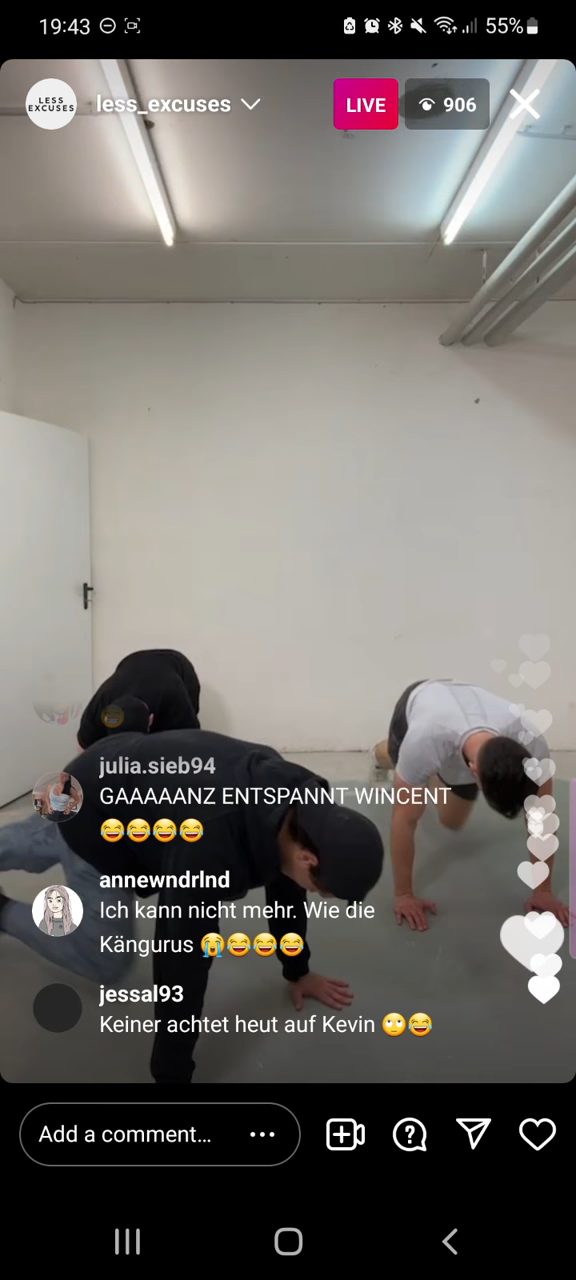 19:43
55%
LESS
EXCUSES
less_excuses
LIVE
906
julia.sieb94
GAAAAANZ ENTSPANNT WINCENT
😂😂😂😂
annewndrlnd
Ich kann nicht mehr. Wie die
Kängurus 😭😂😂😂
jessal93
Keiner achtet heut auf Kevin 🙄😂
Add a comment...